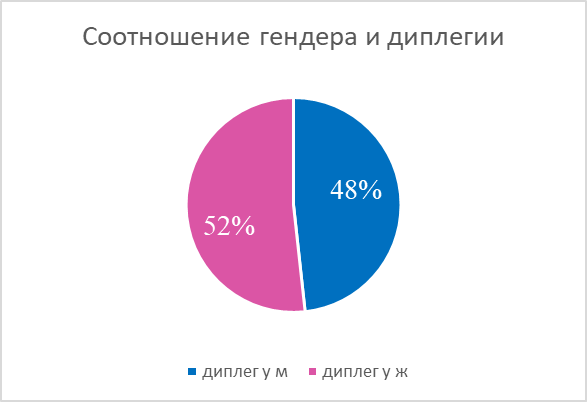 Соотношение гендера и диплегии
48%
52%
диплег у м диплег у ж